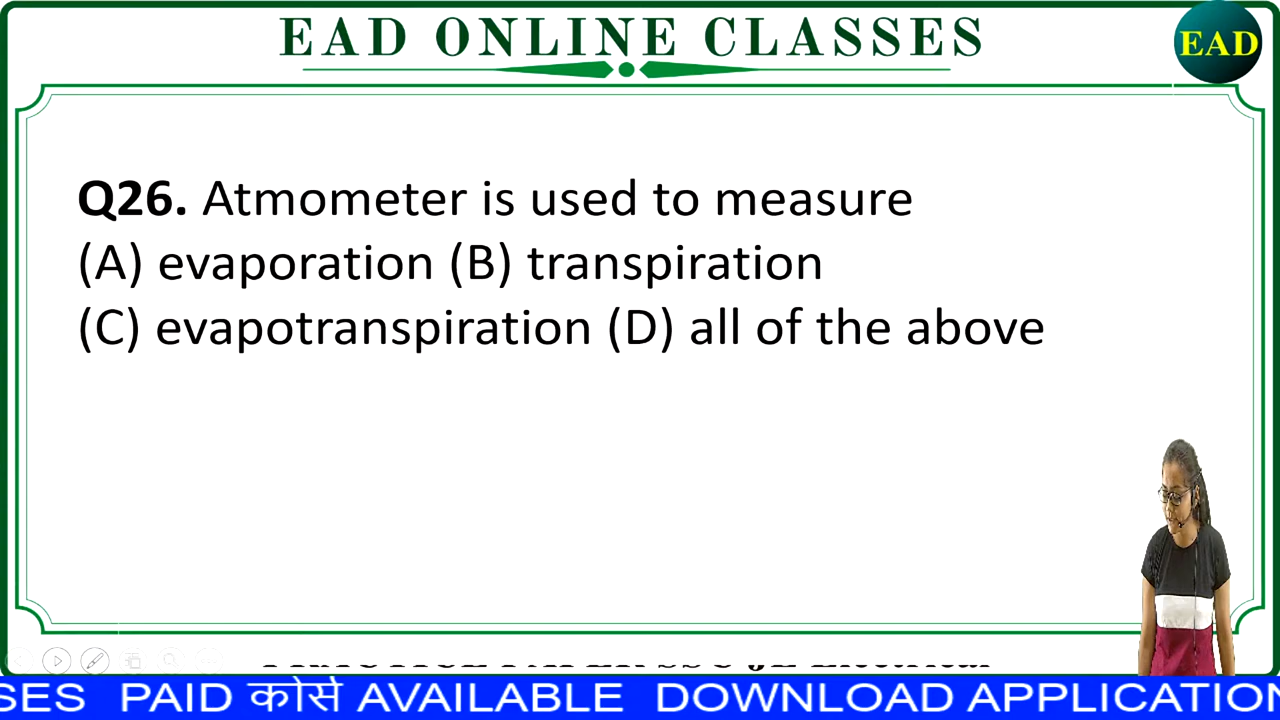 EAD ONLINE CLASSES
EAD
Q26. Atmometer is used to measure
(A) evaporation (B) transpiration
(C) evapotranspiration (D) all of the above
SES PAID कोर्स AVAILABLE DOWNLOAD APPLICATION